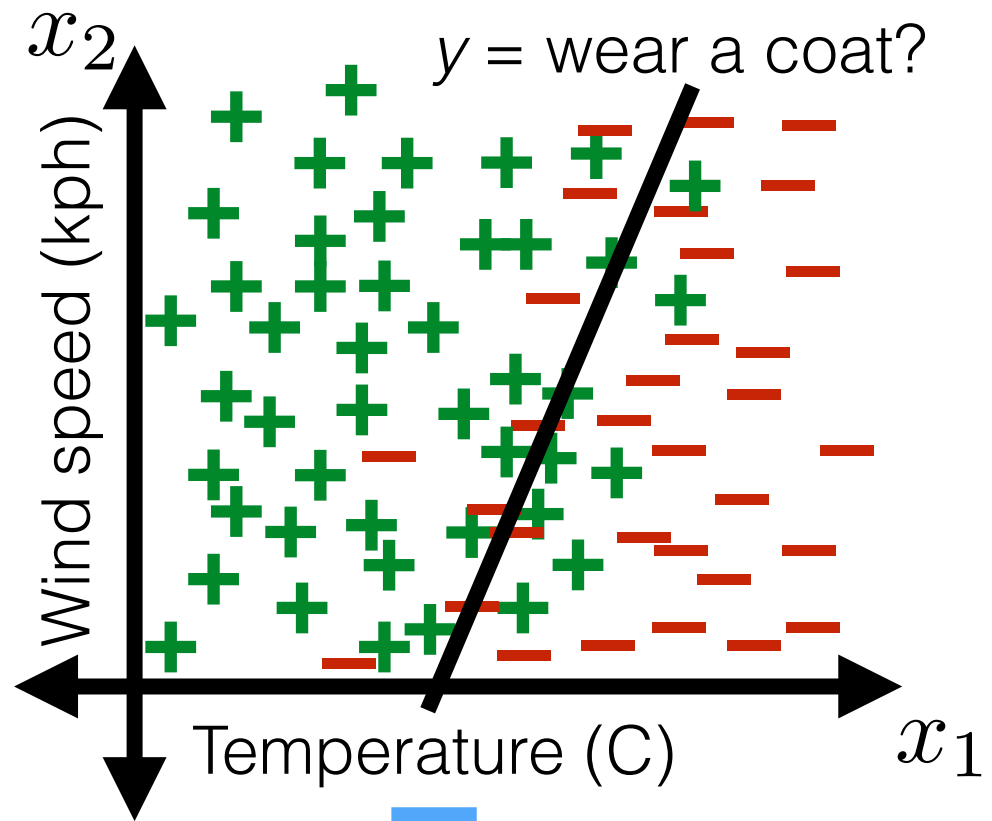 x₂
y = wear a coat?
Wind speed (kph)
Temperature (C)
x₁